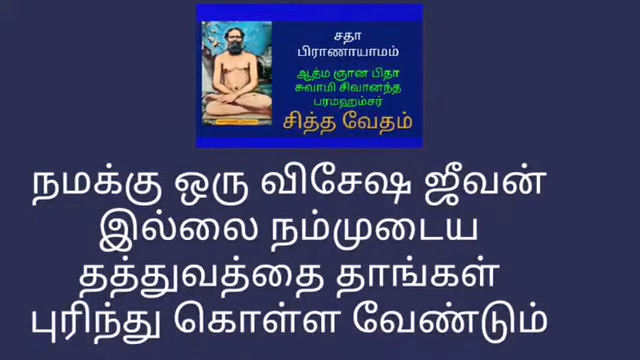 சதா
பிராணாயாமம்
ஆத்ம ஞான பிதா
சுவாமி சிவானந்த
பரமஹம்சர்
சித்த வேதம்
நமக்கு ஒரு விசேஷ ஜீவன்
இல்லை நம்முடைய
தத்துவத்தை தாங்கள்
புரிந்து கொள்ள வேண்டும்